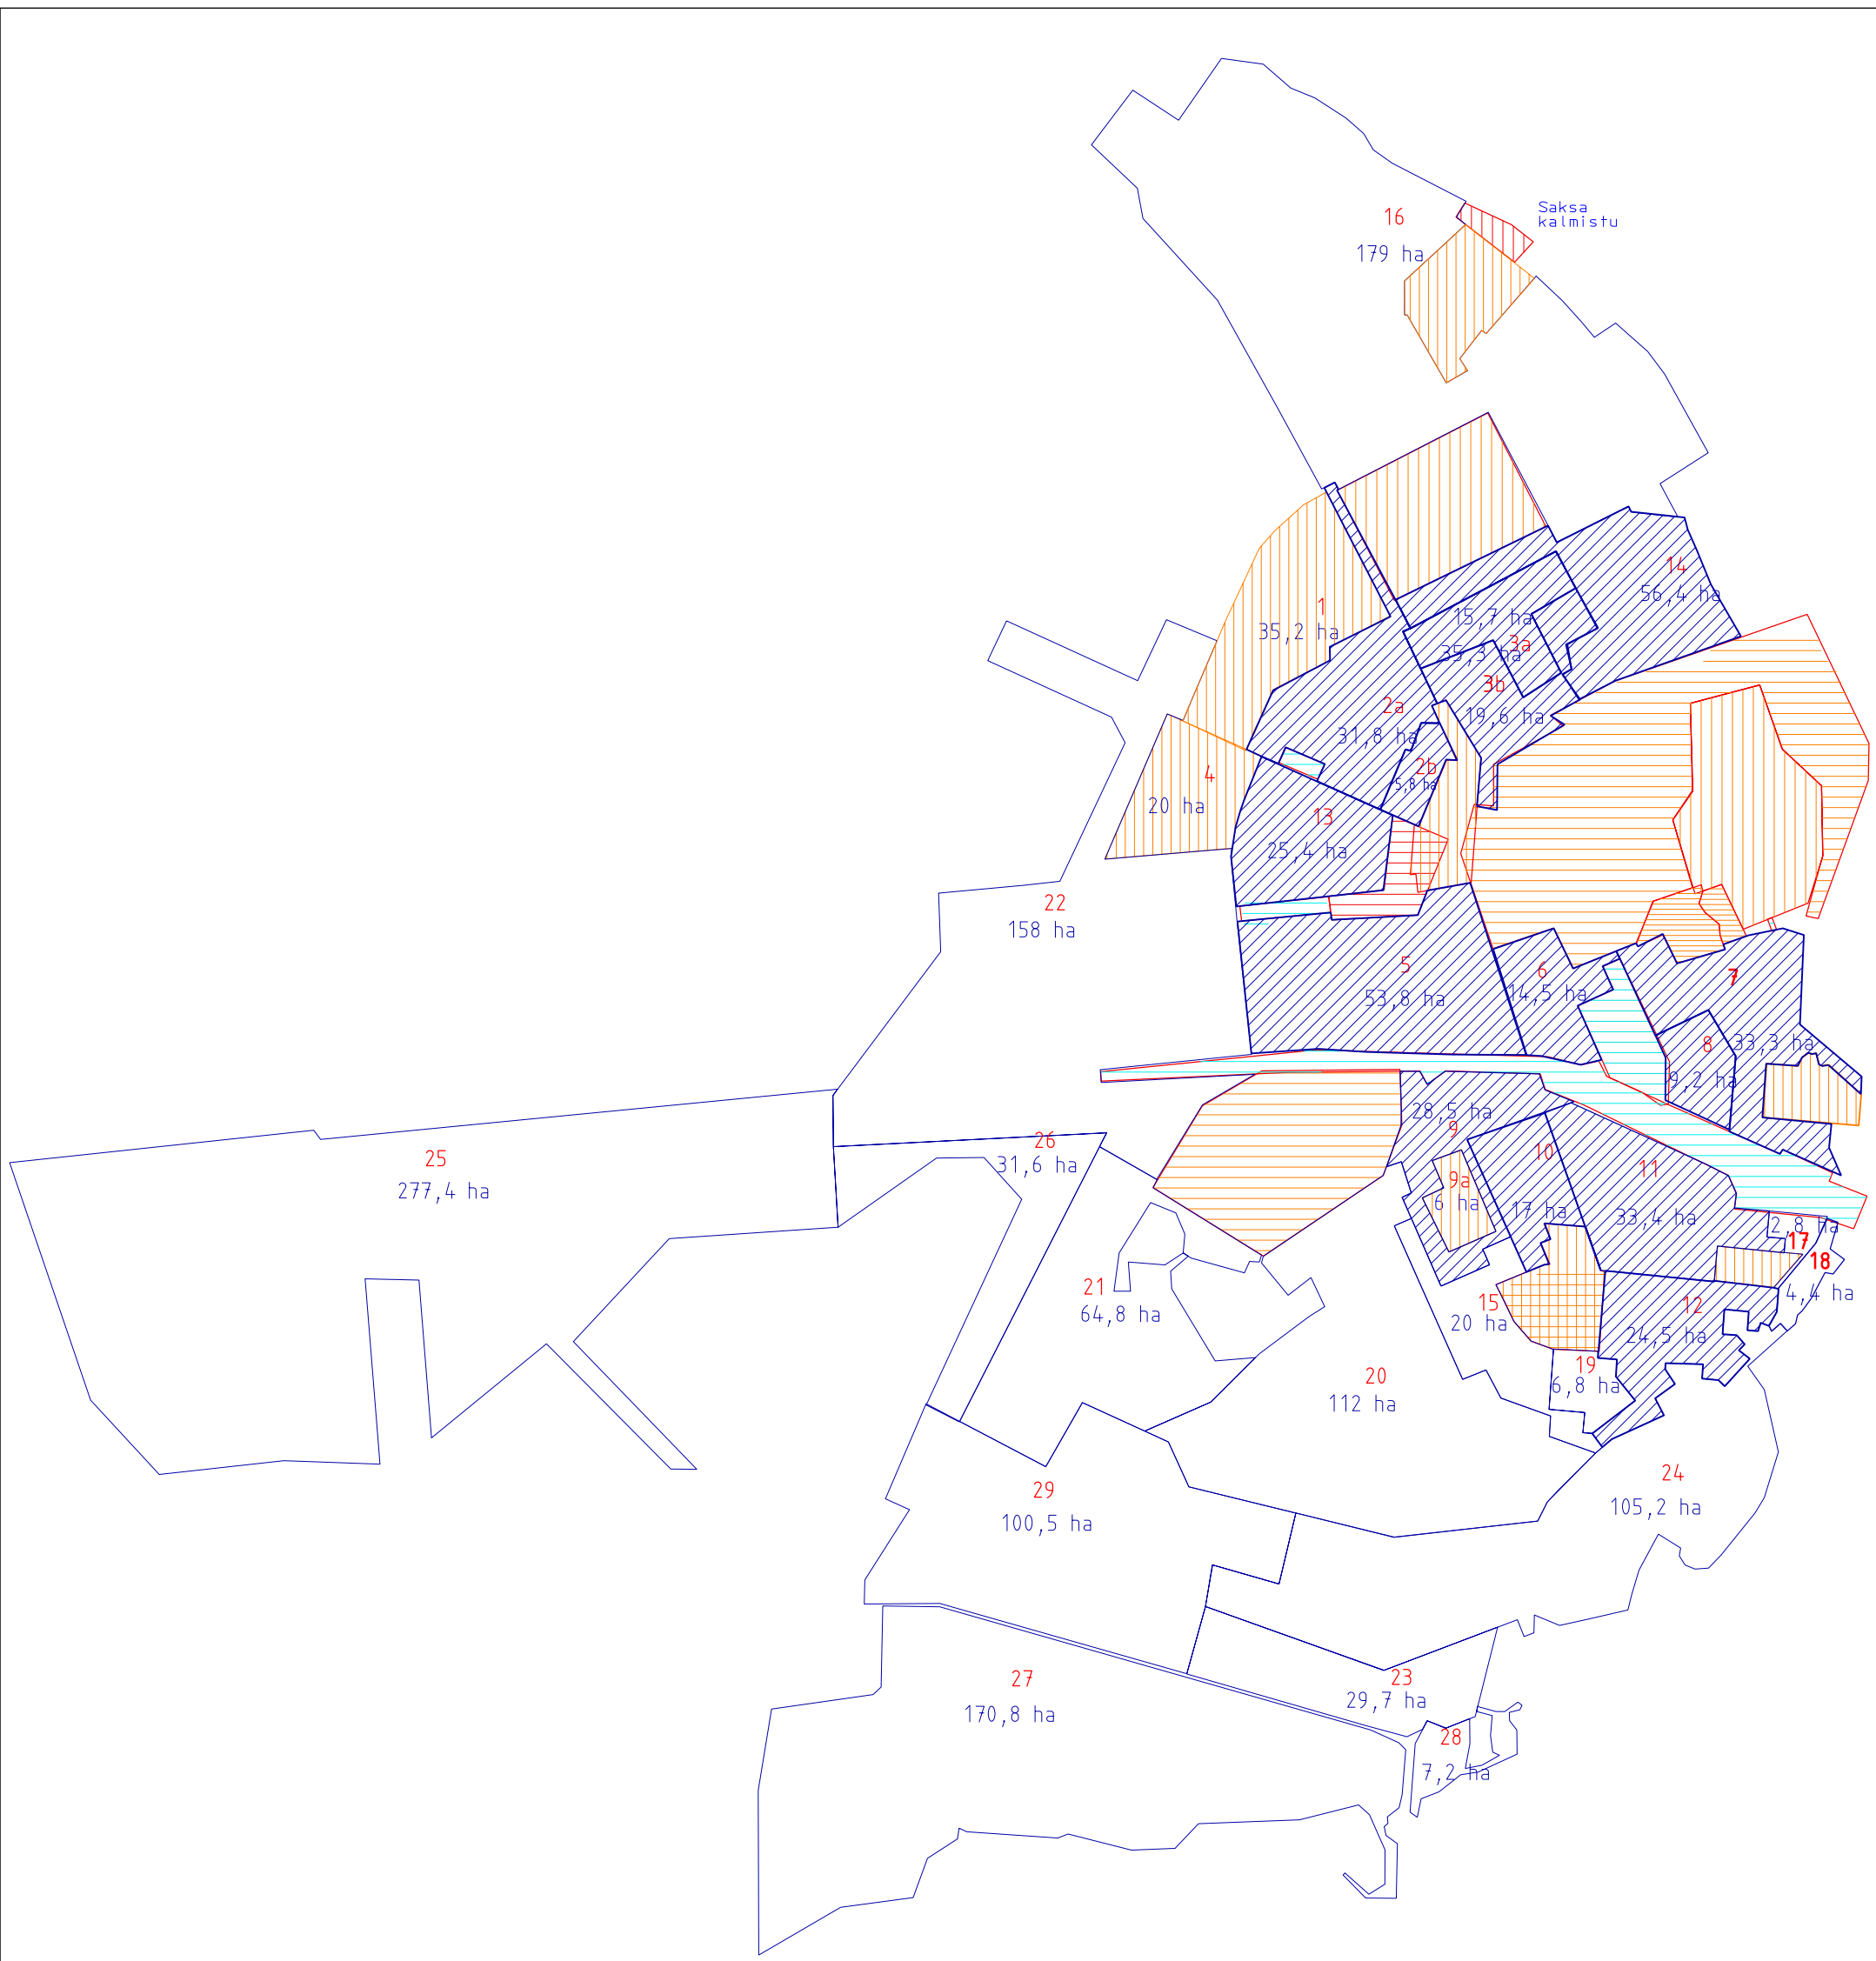 Saksa
kalmistu
16
179 ha
14
56,4 ha
1
35,2 ha
15,7 ha
3a
35,3 ha
3b
19,6 ha
2a
31,8 ha
2b
5,8 ha
4
20 ha
13
25,4 ha
22
158 ha
5
53,8 ha
6
14,5 ha
7
33,3 ha
8
9,2 ha
28,5 ha
9
9a
6 ha
10
17 ha
11
33,4 ha
2,8 ha
17
18
4,4 ha
12
24,5 ha
15
20 ha
19
6,8 ha
26
31,6 ha
25
277,4 ha
21
64,8 ha
20
112 ha
24
105,2 ha
29
100,5 ha
23
29,7 ha
27
170,8 ha
28
7,2 ha